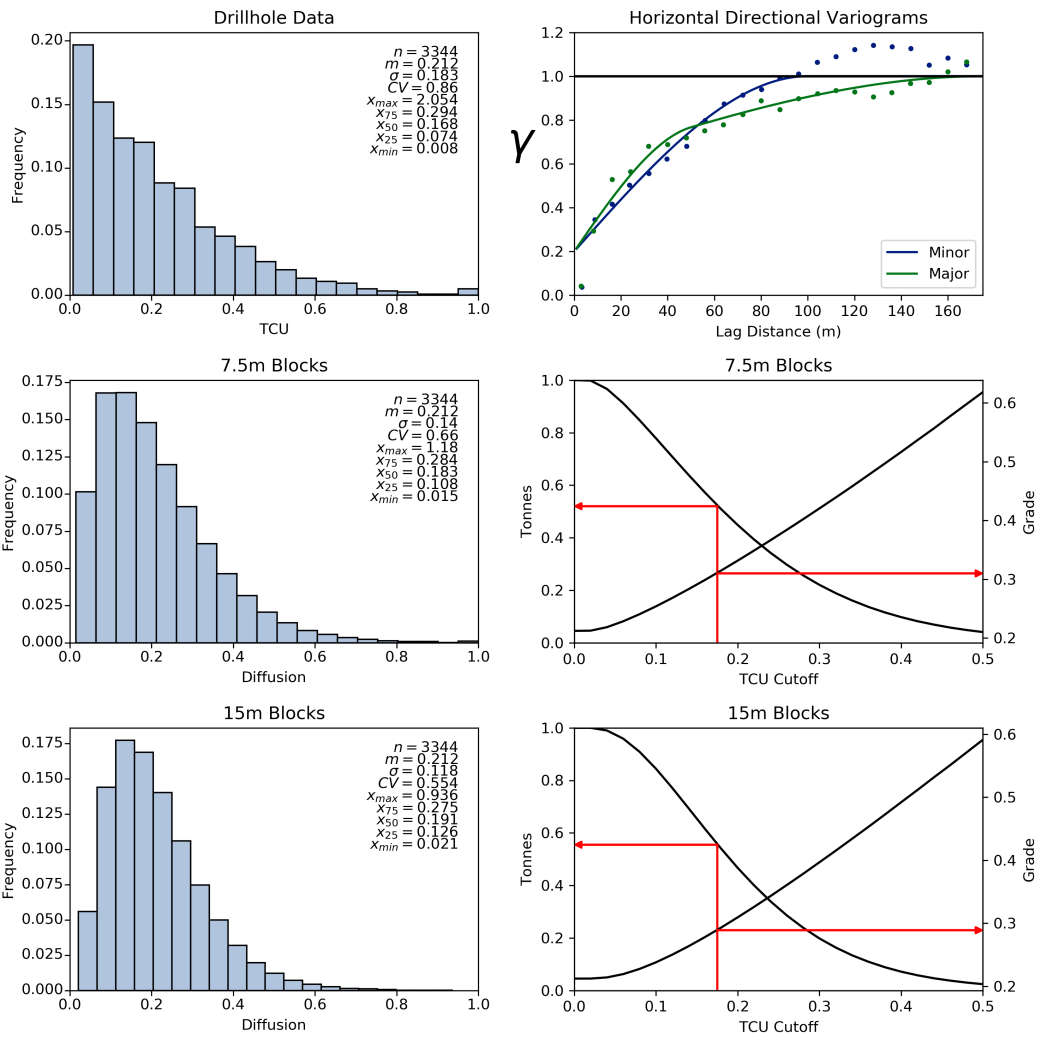 Drillhole Data
0.20
0.15
0.10
0.05
0.00
Frequency
n = 3344
m = 0.212
σ = 0.183
CV = 0.86
x_max = 2.054
x_75 = 0.294
x_50 = 0.168
x_25 = 0.074
x_min = 0.008
0.0 0.2 0.4 0.6 0.8 1.0
TCU
Horizontal Directional Variograms
1.2
1.0
0.8
0.6
0.4
0.2
0.0
γ
Minor
Major
0 20 40 60 80 100 120 140 160
Lag Distance (m)
7.5m Blocks
0.175
0.150
0.125
0.100
0.075
0.050
0.025
0.000
Frequency
n = 3344
m = 0.212
σ = 0.14
CV = 0.66
x_max = 1.18
x_75 = 0.284
x_50 = 0.183
x_25 = 0.108
x_min = 0.015
0.0 0.2 0.4 0.6 0.8 1.0
Diffusion
7.5m Blocks
1.0
0.8
0.6
0.4
0.2
0.0
Tonnes
0.6
0.5
0.4
0.3
0.2
Grade
0.0 0.1 0.2 0.3 0.4 0.5
TCU Cutoff
15m Blocks
0.175
0.150
0.125
0.100
0.075
0.050
0.025
0.000
Frequency
n = 3344
m = 0.212
σ = 0.118
CV = 0.554
x_max = 0.936
x_75 = 0.275
x_50 = 0.191
x_25 = 0.126
x_min = 0.021
0.0 0.2 0.4 0.6 0.8 1.0
Diffusion
15m Blocks
1.0
0.8
0.6
0.4
0.2
0.0
Tonnes
0.6
0.5
0.4
0.3
0.2
Grade
0.0 0.1 0.2 0.3 0.4 0.5
TCU Cutoff